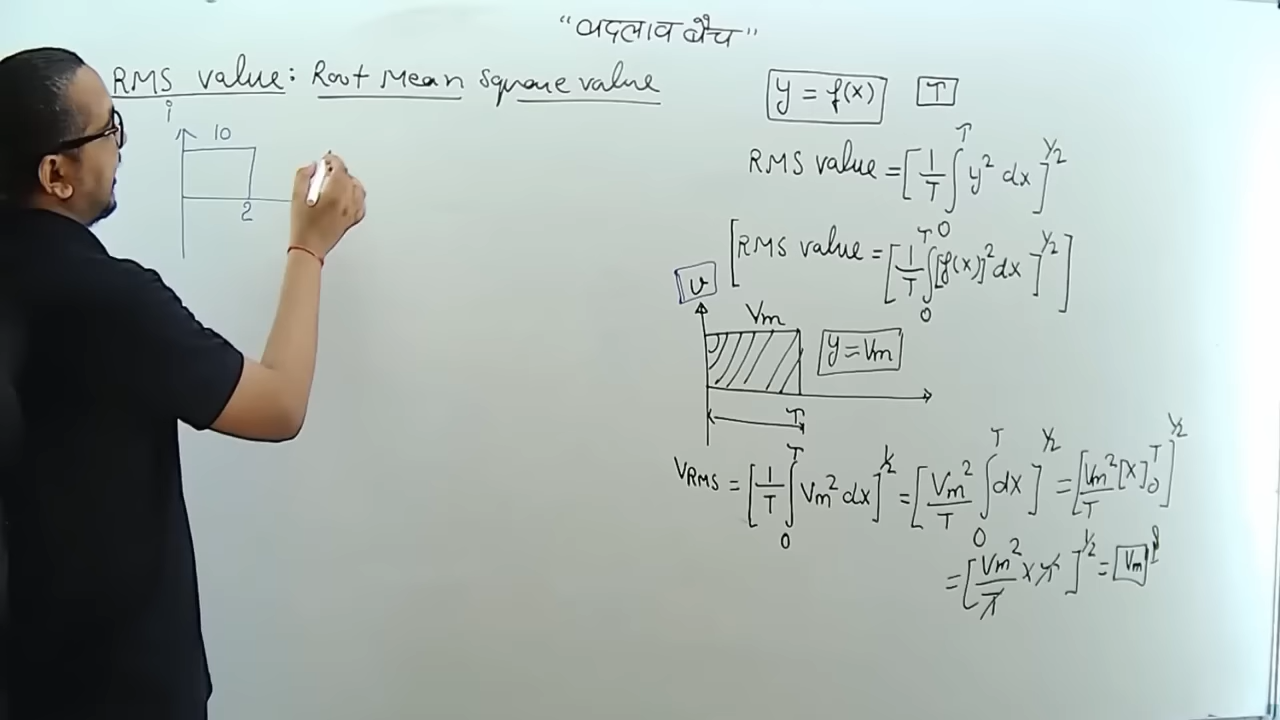 "बदलाव बैच"
RMS value: Root Mean Square value
i
10
2
y = f(x) T
RMS value = [1/T ∫₀ᵀ y² dx]^1/2
[RMS value = [1/T ∫₀ᵀ [f(x)]² dx]^1/2]
v
Vm
y = Vm
T
VRMS = [1/T ∫₀ᵀ Vm² dx]^1/2 = [Vm²/T ∫₀ᵀ dx]^1/2 = [Vm²/T [x]₀ᵀ]^1/2
= [Vm²/T × T]^1/2 = Vm